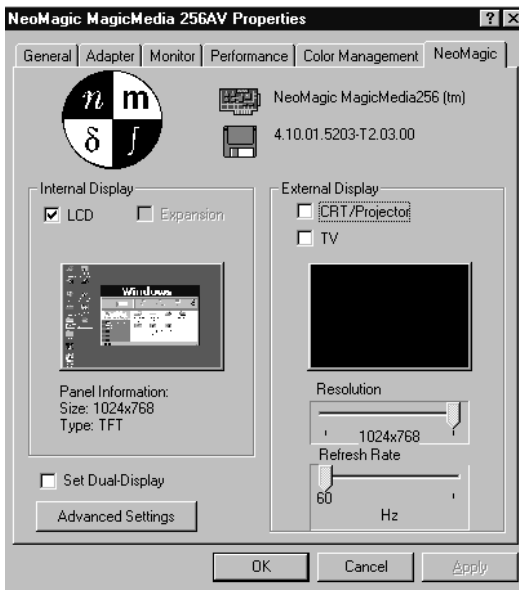 NeoMagic MagicMedia 256AV Properties
General Adapter Monitor Performance Color Management NeoMagic
n m
δ ∫
NeoMagic MagicMedia256 (tm)
4.10.01.5203-T2.03.00
Internal Display
LCD Expansion
Windows
Panel Information:
Size: 1024x768
Type: TFT
Set Dual-Display
Advanced Settings
External Display
CRT/Projector
TV
Resolution
1024x768
Refresh Rate
60
Hz
OK Cancel Apply